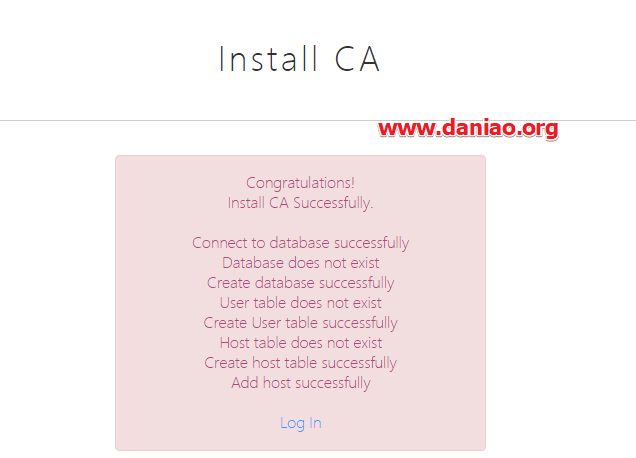 Install CA
www.daniao.org
Congratulations!
Install CA Successfully.
Connect to database successfully
Database does not exist
Create database successfully
User table does not exist
Create User table successfully
Host table does not exist
Create host table successfully
Add host successfully
Log In